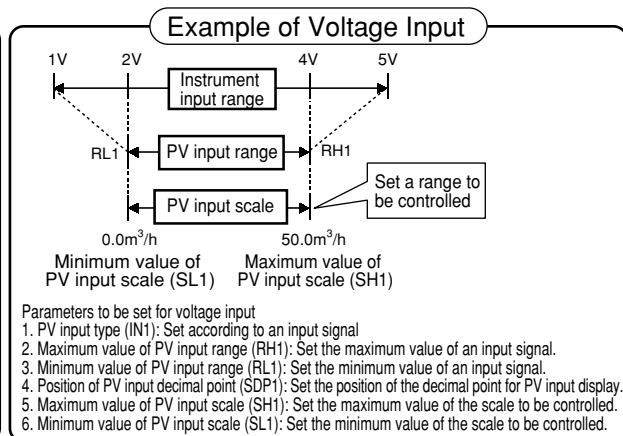 Example of Voltage Input
1V 2V 4V 5V
Instrument
input range
RL1 PV input range RH1
PV input scale
Set a range to
be controlled
0.0m³/h 50.0m³/h
Minimum value of
PV input scale (SL1)
Maximum value of
PV input scale (SH1)
Parameters to be set for voltage input
1. PV input type (IN1): Set according to an input signal
2. Maximum value of PV input range (RH1): Set the maximum value of an input signal.
3. Minimum value of PV input range (RL1): Set the minimum value of an input signal.
4. Position of PV input decimal point (SDP1): Set the position of the decimal point for PV input display.
5. Maximum value of PV input scale (SH1): Set the maximum value of the scale to be controlled.
6. Minimum value of PV input scale (SL1): Set the minimum value of the scale to be controlled.